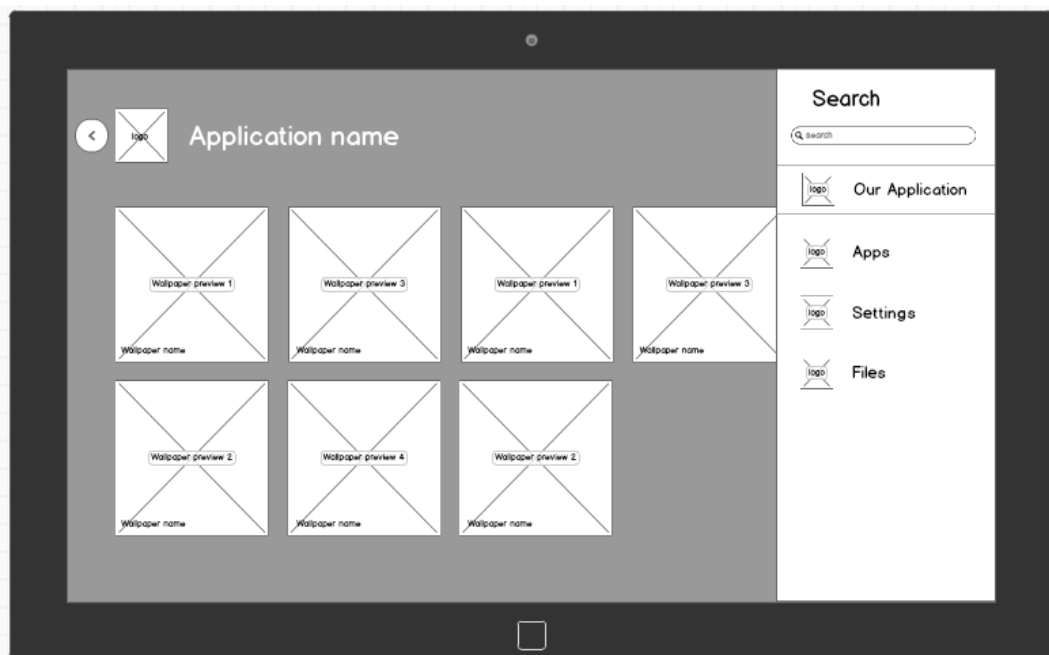 logo
Application name
Wallpaper preview 1
Wallpaper name
Wallpaper preview 3
Wallpaper name
Wallpaper preview 1
Wallpaper name
Wallpaper preview 3
Wallpaper name
Wallpaper preview 2
Wallpaper name
Wallpaper preview 4
Wallpaper name
Wallpaper preview 2
Wallpaper name
Search
search
logo
Our Application
logo
Apps
logo
Settings
logo
Files